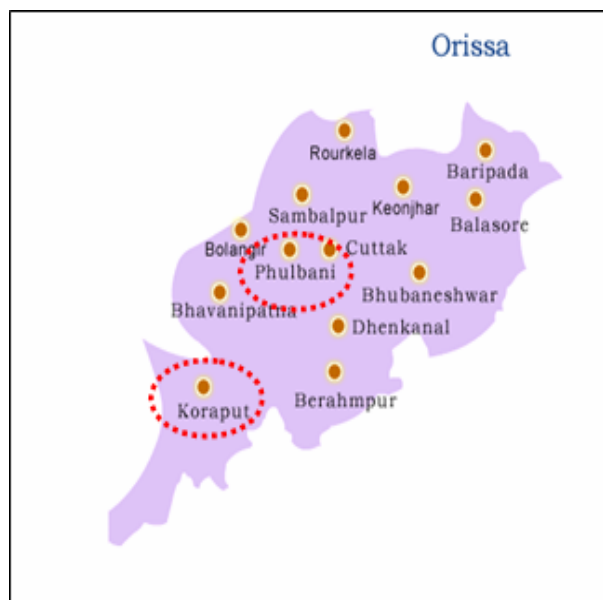 Orissa
Rourkela
Baripada
Sambalpur
Keonjhar
Balasore
Bolangir
Cuttak
Phulbani
Bhubaneshwar
Bhavanipatna
Dhenkanal
Berahmpur
Koraput